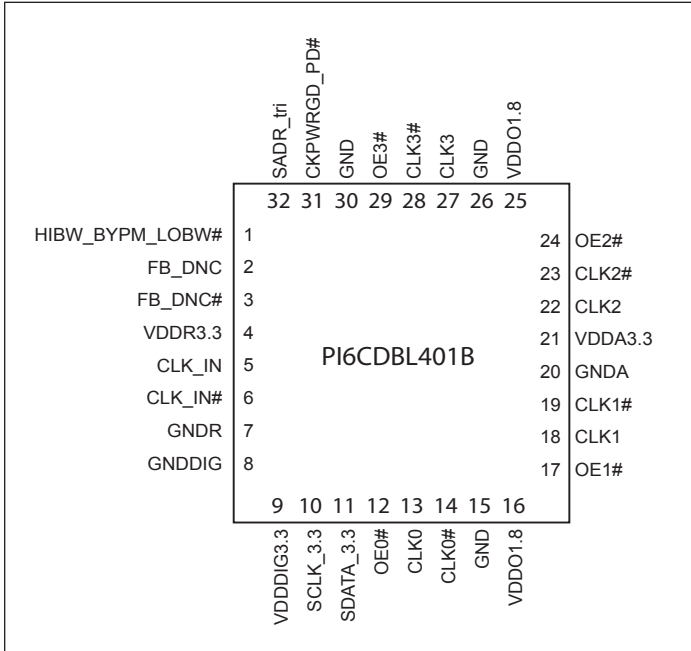 SADR_tri
CKPWRGD_PD#
GND
OE3#
CLK3#
CLK3
GND
VDDO1.8
32 31 30 29 28 27 26 25
HIBW_BYPM_LOBW# 1
FB_DNC 2
FB_DNC# 3
VDDR3.3 4
CLK_IN 5
CLK_IN# 6
GNDR 7
GNDDIG 8
PI6CDBL401B
24 OE2#
23 CLK2#
22 CLK2
21 VDDA3.3
20 GNDA
19 CLK1#
18 CLK1
17 OE1#
9 10 11 12 13 14 15 16
VDDDIG3.3
SCLK_3.3
SDATA_3.3
OE0#
CLK0
CLK0#
GND
VDDO1.8